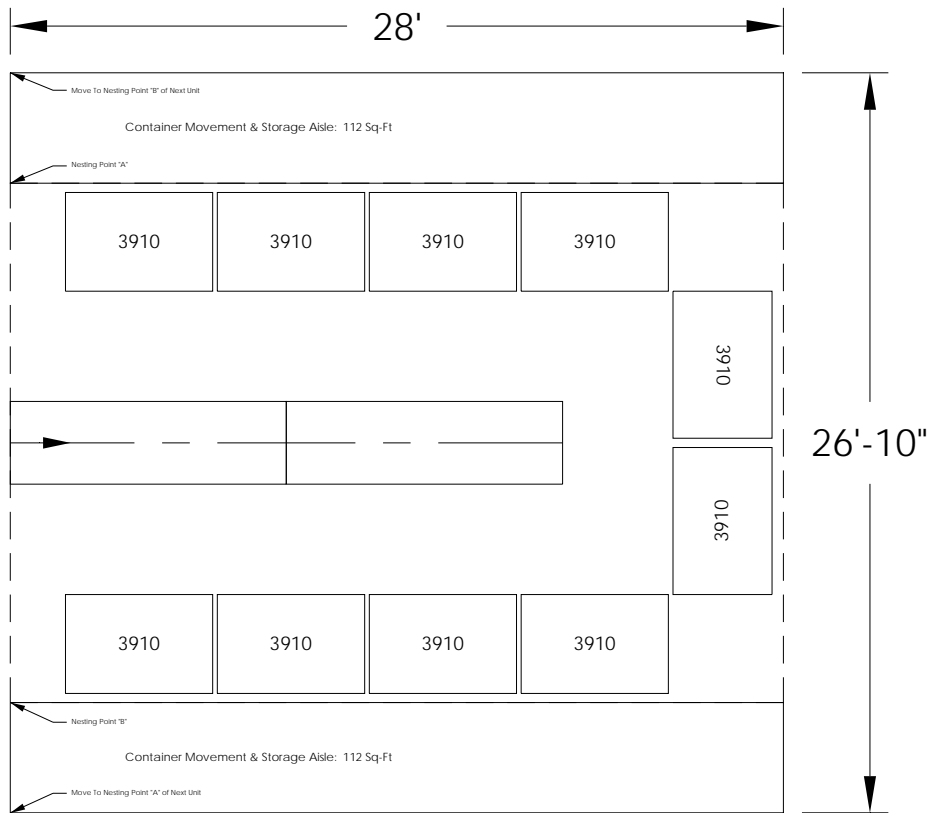 28'
Move To Nesting Point "B" of Next Unit
Container Movement & Storage Aisle: 112 Sq-Ft
Nesting Point "A"
3910 3910 3910 3910
3910
26'-10"
3910
3910 3910 3910 3910
Nesting Point "B"
Container Movement & Storage Aisle: 112 Sq-Ft
Move To Nesting Point "A" of Next Unit